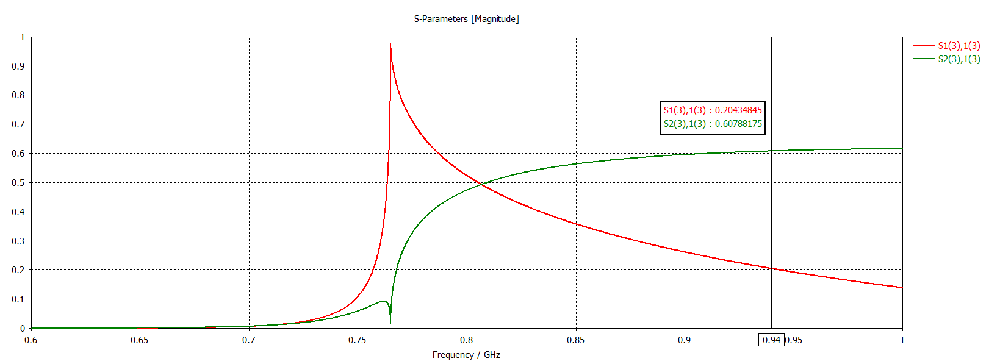 S-Parameters [Magnitude]
1
0.9
0.8
0.7
0.6
0.5
0.4
0.3
0.2
0.1
0
S1(3),1(3) : 0.20434845
S2(3),1(3) : 0.60788175
S1(3),1(3)
S2(3),1(3)
0.6 0.65 0.7 0.75 0.8 0.85 0.9 0.94 0.95 1
Frequency / GHz